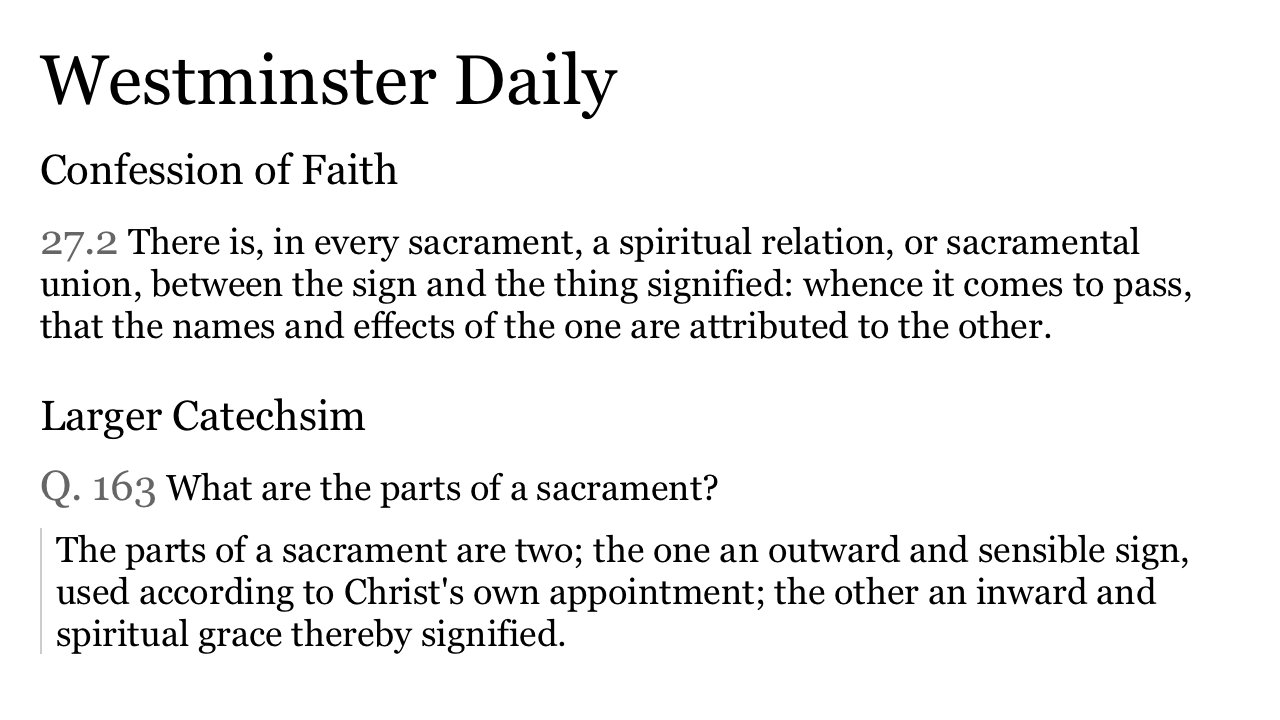 Westminster Daily
Confession of Faith
27.2 There is, in every sacrament, a spiritual relation, or sacramental
union, between the sign and the thing signified: whence it comes to pass,
that the names and effects of the one are attributed to the other.
Larger Catechsim
Q. 163 What are the parts of a sacrament?
The parts of a sacrament are two; the one an outward and sensible sign,
used according to Christ's own appointment; the other an inward and
spiritual grace thereby signified.